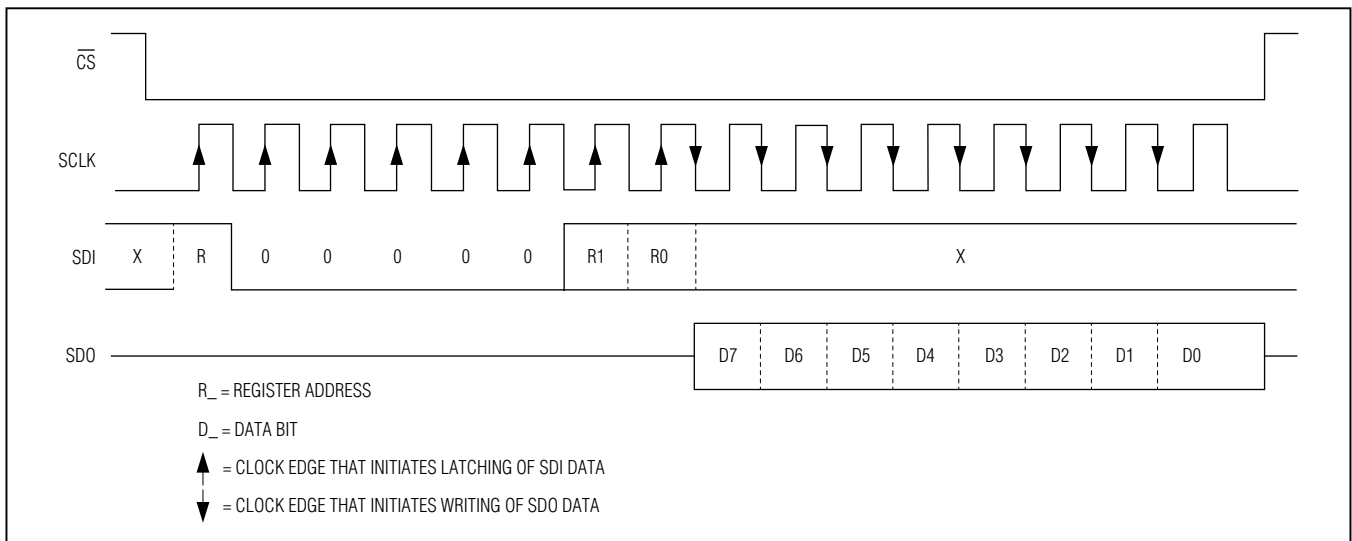 CS
SCLK
SDI X R 0 0 0 0 0 R1 R0 X
SDO D7 D6 D5 D4 D3 D2 D1 D0
R_ = REGISTER ADDRESS
D_ = DATA BIT
= CLOCK EDGE THAT INITIATES LATCHING OF SDI DATA
= CLOCK EDGE THAT INITIATES WRITING OF SDO DATA